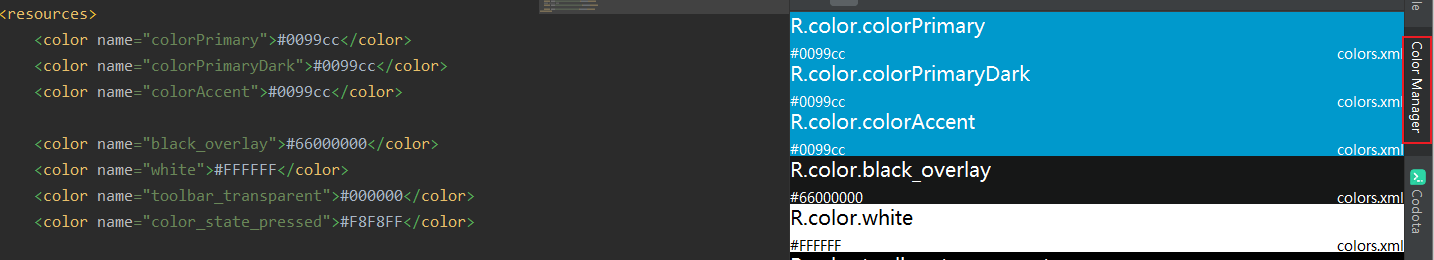 <resources>
<color name="colorPrimary">#0099cc</color>
<color name="colorPrimaryDark">#0099cc</color>
<color name="colorAccent">#0099cc</color>
<color name="black_overlay">#66000000</color>
<color name="white">#FFFFFF</color>
<color name="toolbar_transparent">#000000</color>
<color name="color_state_pressed">#F8F8FF</color>
R.color.colorPrimary
#0099cc colors.xml
R.color.colorPrimaryDark
#0099cc colors.xml
R.color.colorAccent
#0099cc colors.xml
R.color.black_overlay
#66000000 colors.xml
R.color.white
#FFFFFF colors.xml
Color Manager
Codota